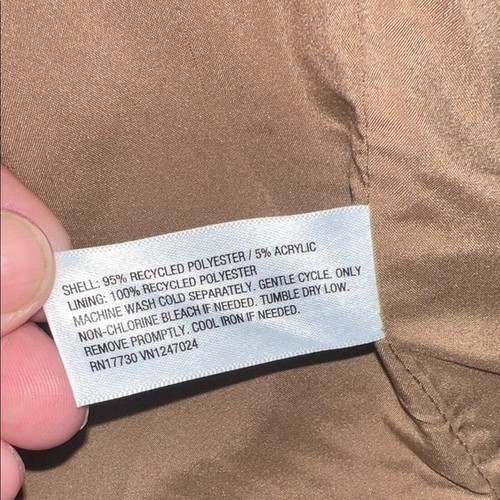 SHELL: 95% RECYCLED POLYESTER / 5% ACRYLIC
LINING: 100% RECYCLED POLYESTER
MACHINE WASH COLD SEPARATELY. GENTLE CYCLE. ONLY
NON-CHLORINE BLEACH IF NEEDED. TUMBLE DRY LOW.
REMOVE PROMPTLY. COOL IRON IF NEEDED.
RN17730 VN1247024